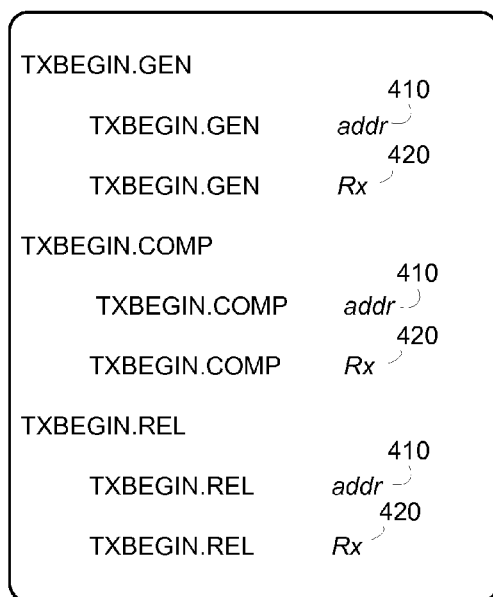 TXBEGIN.GEN
410
TXBEGIN.GEN addr
420
TXBEGIN.GEN Rx
TXBEGIN.COMP
410
TXBEGIN.COMP addr
420
TXBEGIN.COMP Rx
TXBEGIN.REL
410
TXBEGIN.REL addr
420
TXBEGIN.REL Rx